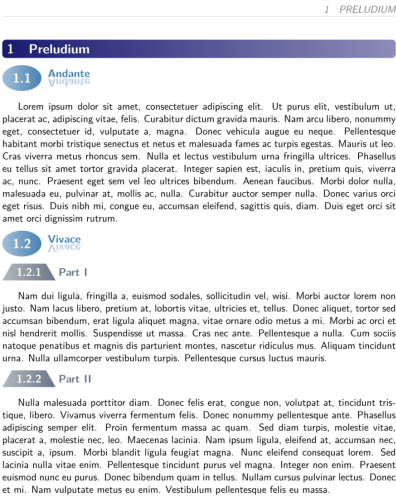 1 PRELUDIUM
1 Preludium
1.1 Andante
Lorem ipsum dolor sit amet, consectetuer adipiscing elit. Ut purus elit, vestibulum ut,
placerat ac, adipiscing vitae, felis. Curabitur dictum gravida mauris. Nam arcu libero, nonummy
eget, consectetuer id, vulputate a, magna. Donec vehicula augue eu neque. Pellentesque
habitant morbi tristique senectus et netus et malesuada fames ac turpis egestas. Mauris ut leo.
Cras viverra metus rhoncus sem. Nulla et lectus vestibulum urna fringilla ultrices. Phasellus
eu tellus sit amet tortor gravida placerat. Integer sapien est, iaculis in, pretium quis, viverra
ac, nunc. Praesent eget sem vel leo ultrices bibendum. Aenean faucibus. Morbi dolor nulla,
malesuada eu, pulvinar at, mollis ac, nulla. Curabitur auctor semper nulla. Donec varius orci
eget risus. Duis nibh mi, congue eu, accumsan eleifend, sagittis quis, diam. Duis eget orci sit
amet orci dignissim rutrum.
1.2 Vivace
1.2.1 Part I
Nam dui ligula, fringilla a, euismod sodales, sollicitudin vel, wisi. Morbi auctor lorem non
justo. Nam lacus libero, pretium at, lobortis vitae, ultricies et, tellus. Donec aliquet, tortor sed
accumsan bibendum, erat ligula aliquet magna, vitae ornare odio metus a mi. Morbi ac orci et
nisl hendrerit mollis. Suspendisse ut massa. Cras nec ante. Pellentesque a nulla. Cum sociis
natoque penatibus et magnis dis parturient montes, nascetur ridiculus mus. Aliquam tincidunt
urna. Nulla ullamcorper vestibulum turpis. Pellentesque cursus luctus mauris.
1.2.2 Part II
Nulla malesuada porttitor diam. Donec felis erat, congue non, volutpat at, tincidunt tris-
tique, libero. Vivamus viverra fermentum felis. Donec nonummy pellentesque ante. Phasellus
adipiscing semper elit. Proin fermentum massa ac quam. Sed diam turpis, molestie vitae,
placerat a, molestie nec, leo. Maecenas lacinia. Nam ipsum ligula, eleifend at, accumsan nec,
suscipit a, ipsum. Morbi blandit ligula feugiat magna. Nunc eleifend consequat lorem. Sed
lacinia nulla vitae enim. Pellentesque tincidunt purus vel magna. Integer non enim. Praesent
euismod nunc eu purus. Donec bibendum quam in tellus. Nullam cursus pulvinar lectus. Donec
et mi. Nam vulputate metus eu enim. Vestibulum pellentesque felis eu massa.